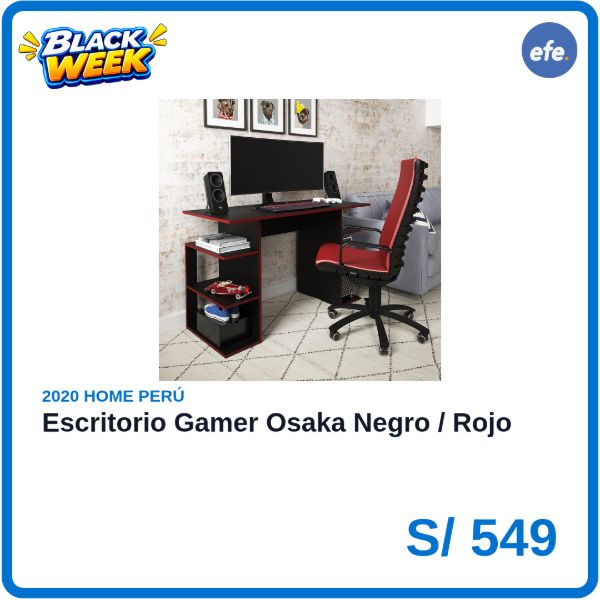 BLACK
WEEK
efe.
2020 HOME PERÚ
Escritorio Gamer Osaka Negro / Rojo
S/ 549